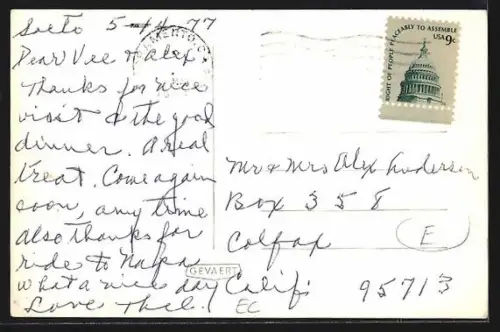 Sacto 5-11-77
Dear Vee & Alex
Thanks for nice
visit & the good
dinner. A real
treat. Come again
soon, any time
also thanks for
ride to Napa
what a nice day
Love Thel.
RIGHT OF PEOPLE PEACEABLY TO ASSEMBLE
USA 9c
Mr & Mrs Alex Anderson
Box 358
Colfax
E
Calif.
95713
EC
GEVAERT